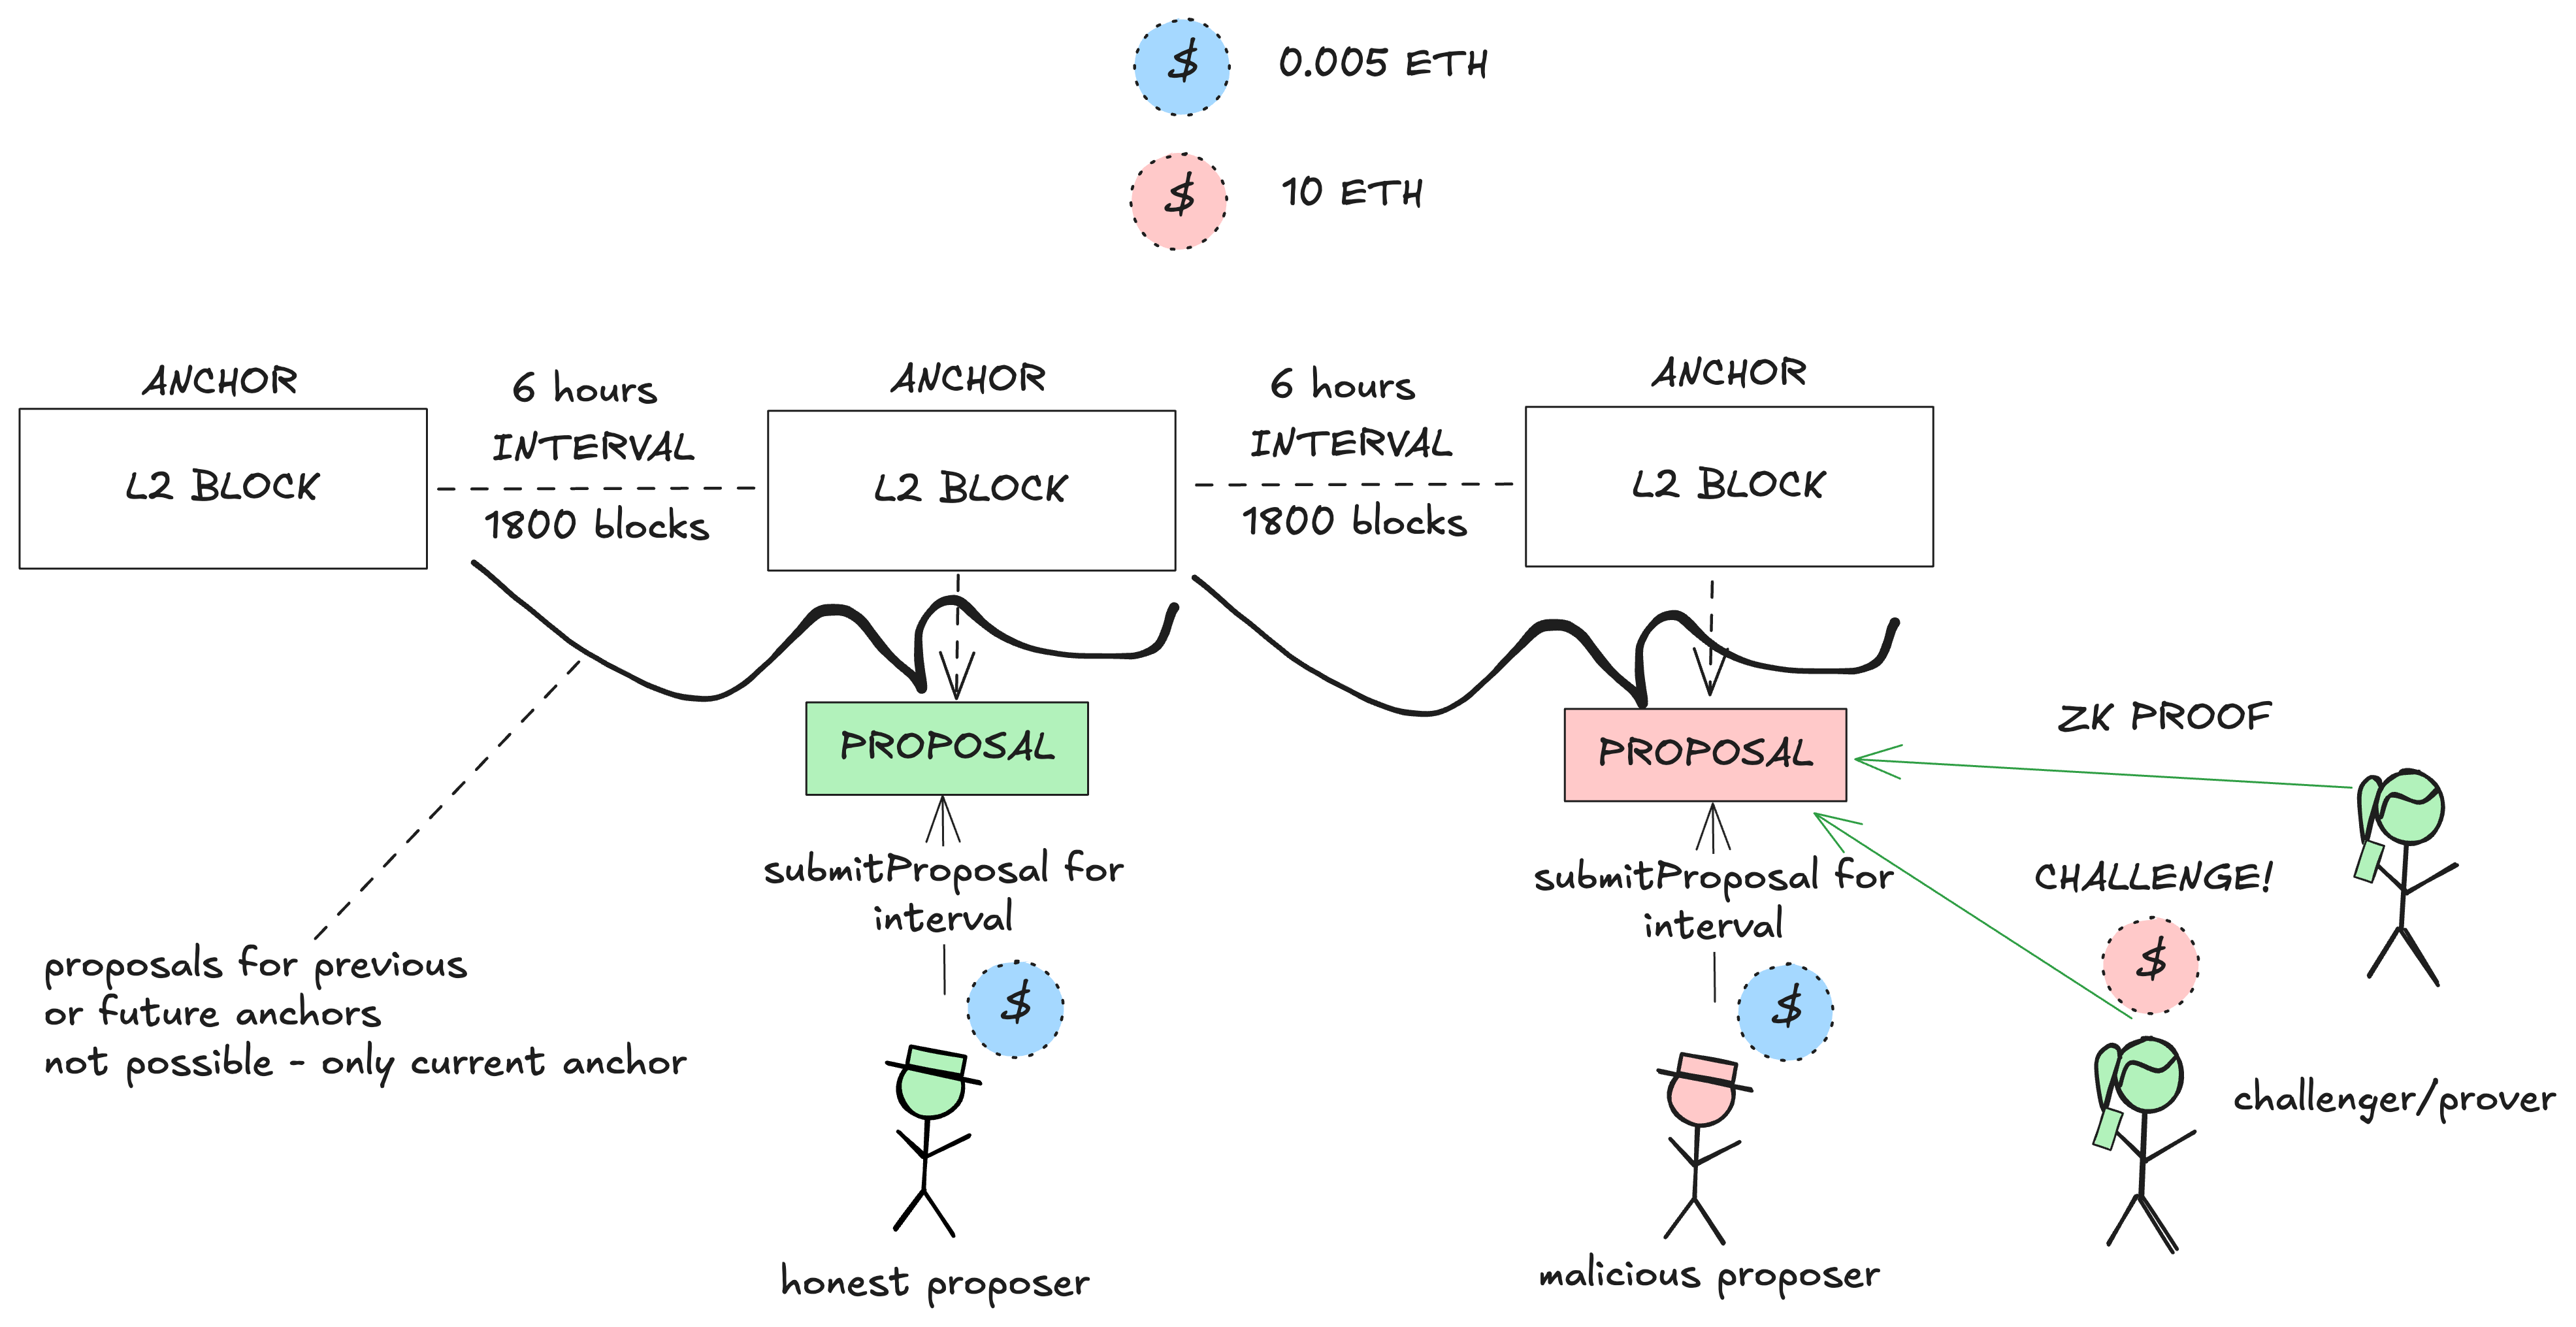 $ 0.005 ETH
$ 10 ETH
ANCHOR
L2 BLOCK
6 hours
INTERVAL
1800 blocks
ANCHOR
L2 BLOCK
6 hours
INTERVAL
1800 blocks
ANCHOR
L2 BLOCK
proposals for previous
or future anchors
not possible - only current anchor
PROPOSAL
submitProposal for
interval
$
honest proposer
PROPOSAL
submitProposal for
interval
$
malicious proposer
ZK PROOF
CHALLENGE!
$
challenger/prover